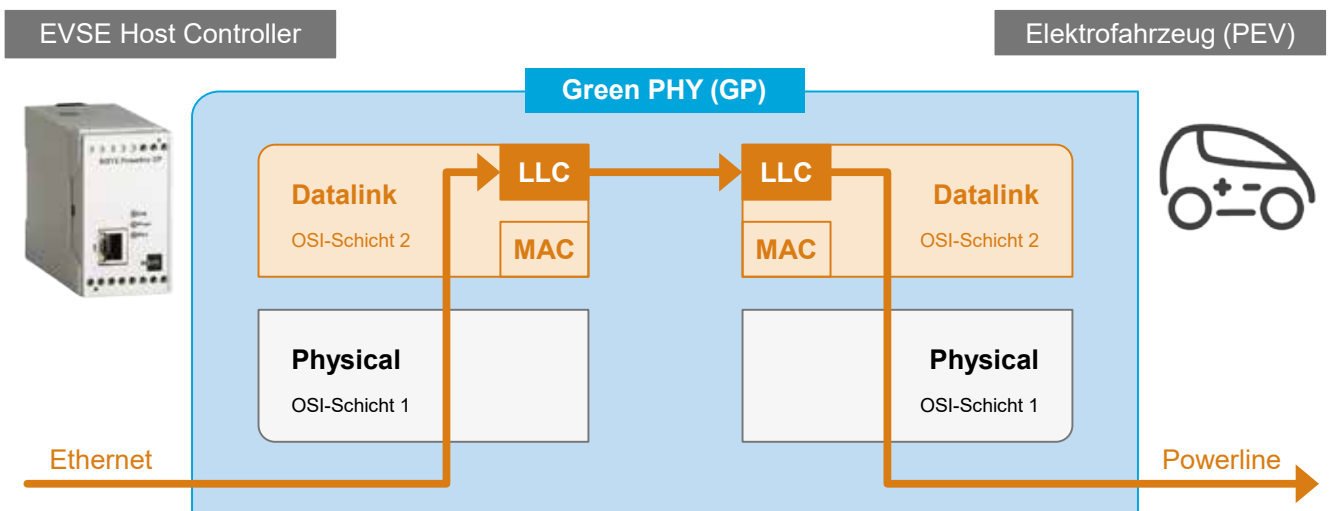 EVSE Host Controller
Elektrofahrzeug (PEV)
Green PHY (GP)
LLC
LLC
Datalink
Datalink
OSI-Schicht 2
OSI-Schicht 2
MAC
MAC
Physical
Physical
OSI-Schicht 1
OSI-Schicht 1
Ethernet
Powerline